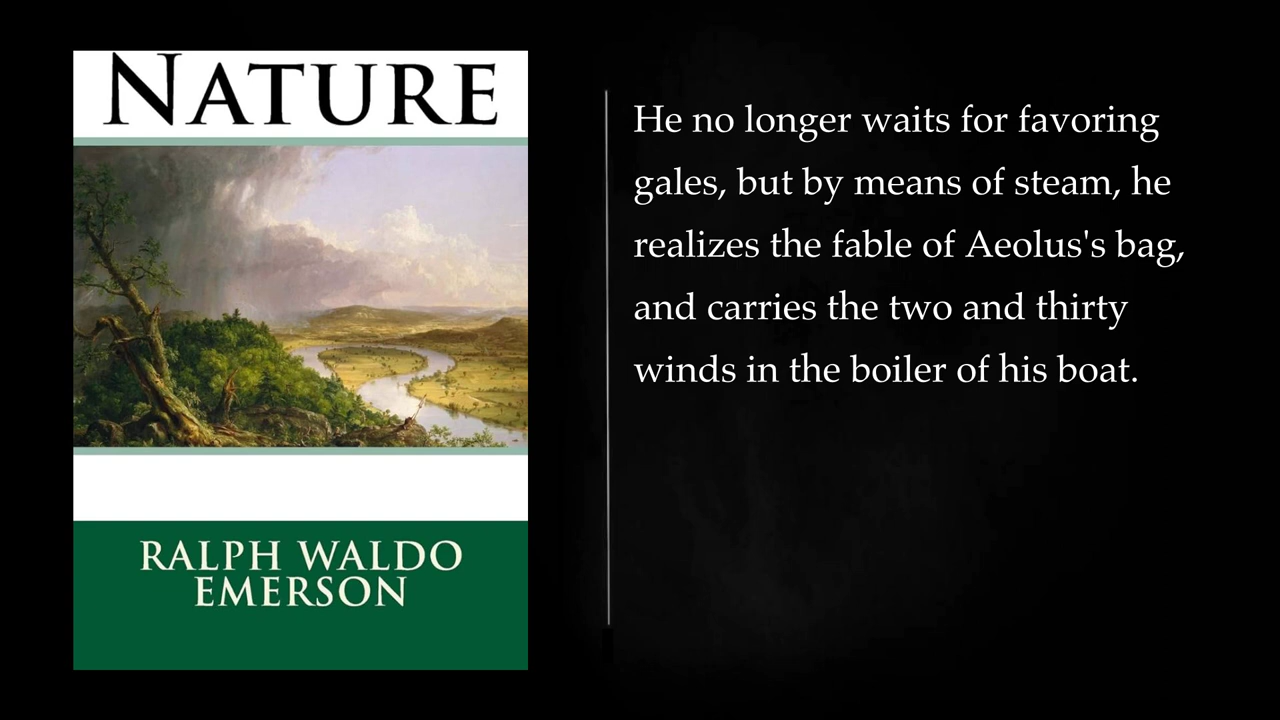 NATURE
RALPH WALDO
EMERSON
He no longer waits for favoring
gales, but by means of steam, he
realizes the fable of Aeolus's bag,
and carries the two and thirty
winds in the boiler of his boat.